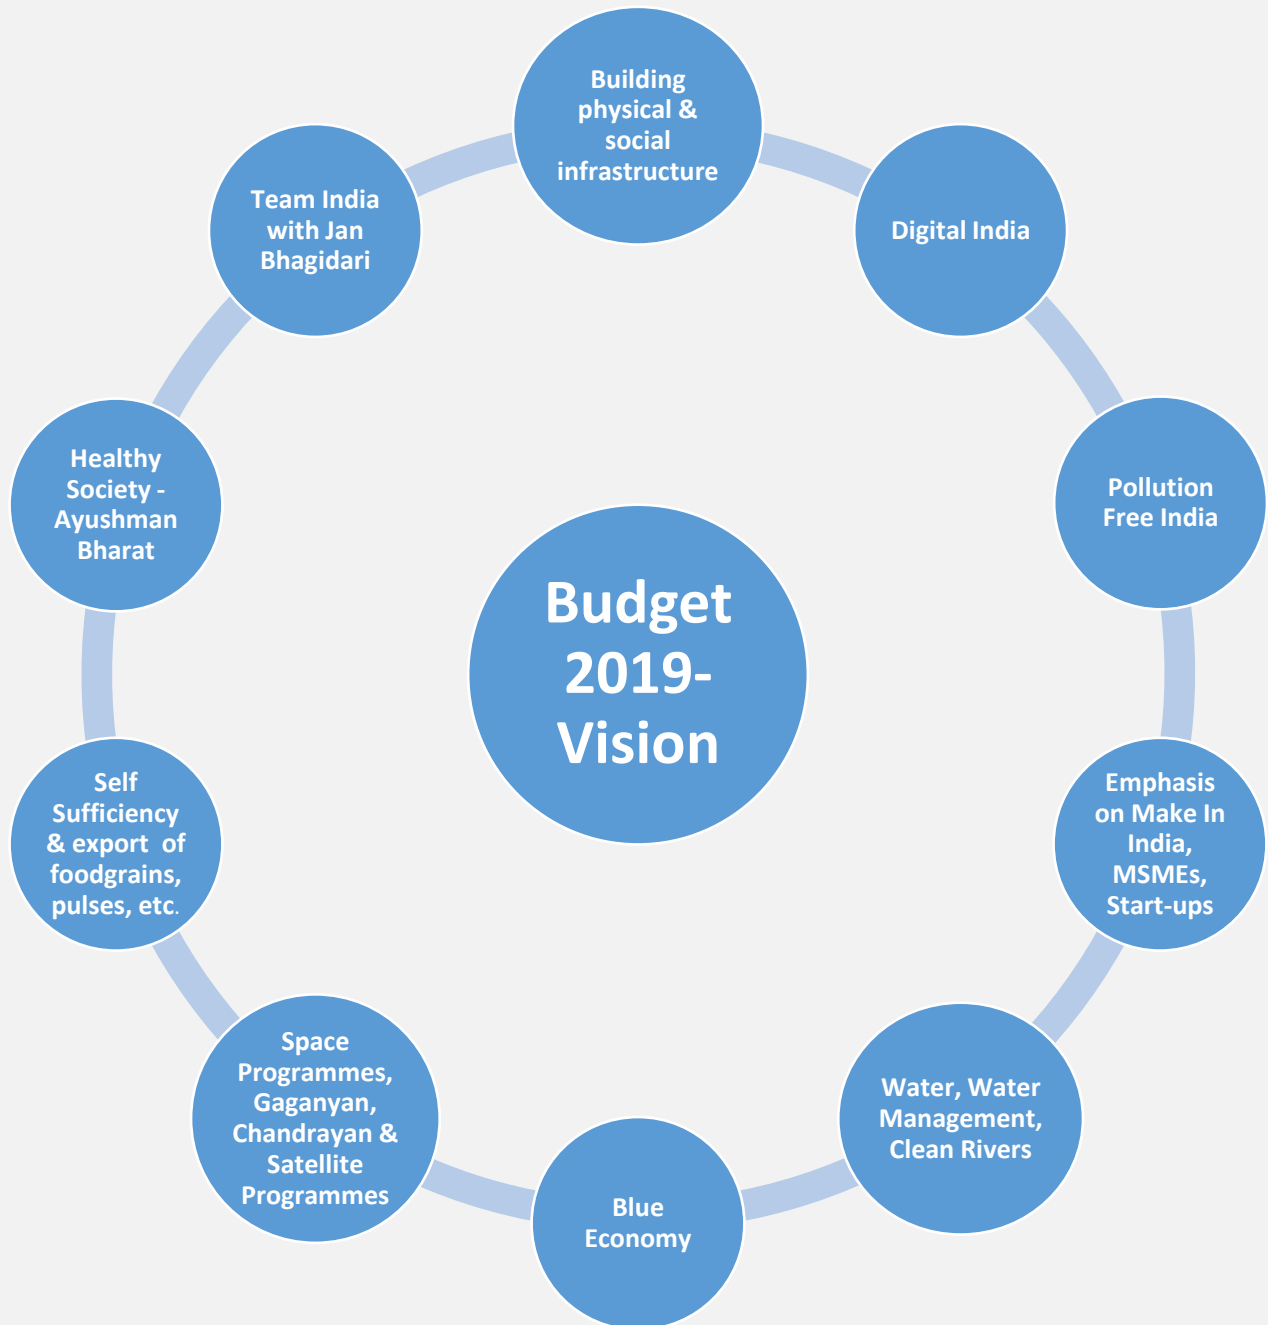 Building
physical &
social
infrastructure
Digital India
Pollution
Free India
Emphasis
on Make In
India,
MSMEs,
Start-ups
Water, Water
Management,
Clean Rivers
Blue
Economy
Space
Programmes,
Gaganyan,
Chandrayan &
Satellite
Programmes
Self
Sufficiency
& export of
foodgrains,
pulses, etc.
Healthy
Society -
Ayushman
Bharat
Team India
with Jan
Bhagidari
Budget
2019-
Vision